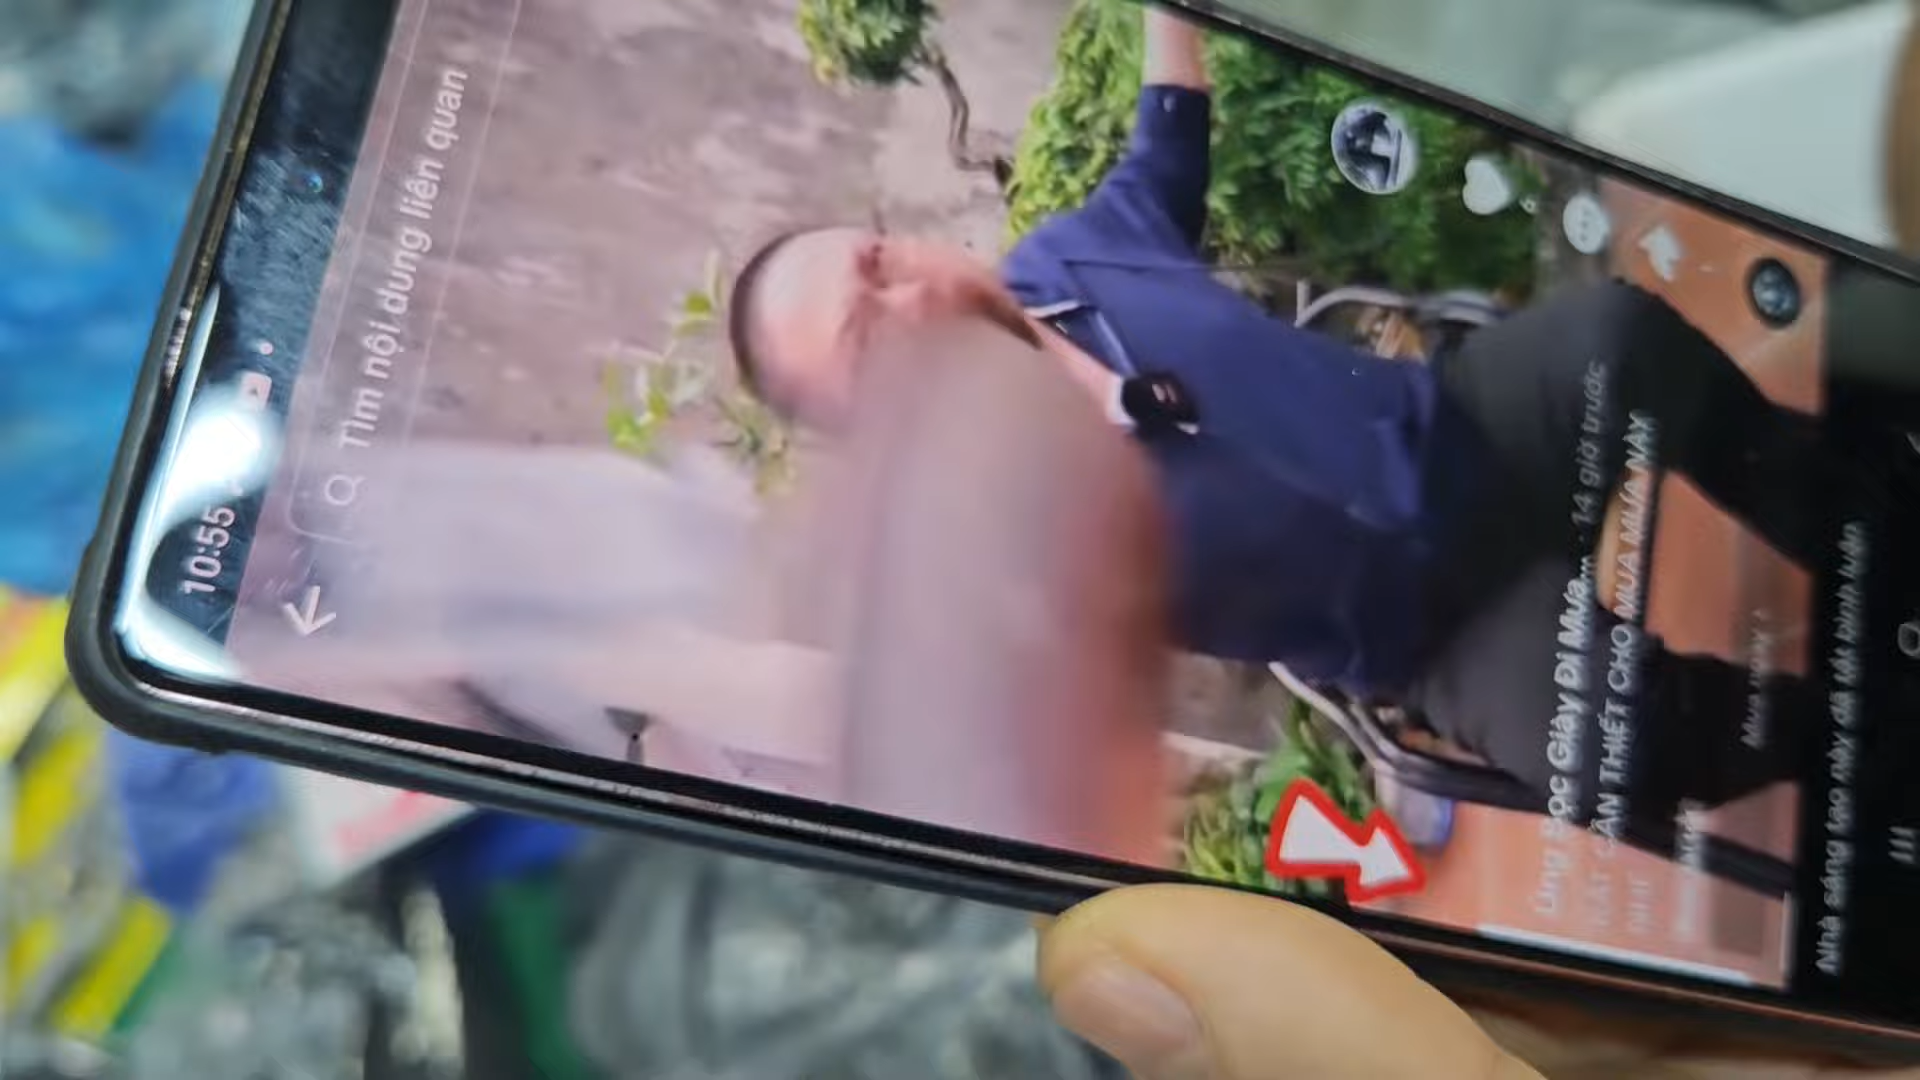 10:55
Tìm nội dung liên quan
Ủng Bọc Giày Đi Mưa... 14 giờ trước
CẦN THIẾT CHO MÙA MƯA NÀY
Nhà sáng tạo này đã tắt bình luận